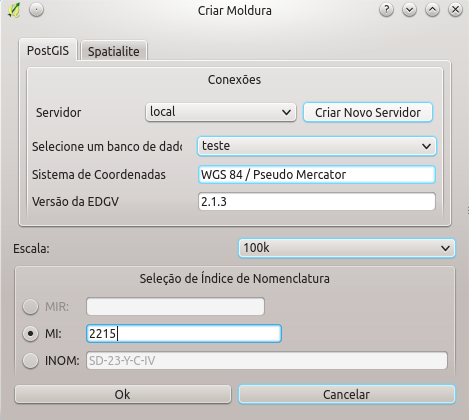 Criar Moldura
PostGIS
Spatialite
Conexões
Servidor
local
Criar Novo Servidor
Selecione um banco de dado
teste
Sistema de Coordenadas
WGS 84 / Pseudo Mercator
Versão da EDGV
2.1.3
Escala:
100k
Seleção de Índice de Nomenclatura
MIR:
MI:
2215
INOM:
SD-23-Y-C-IV
Ok
Cancelar